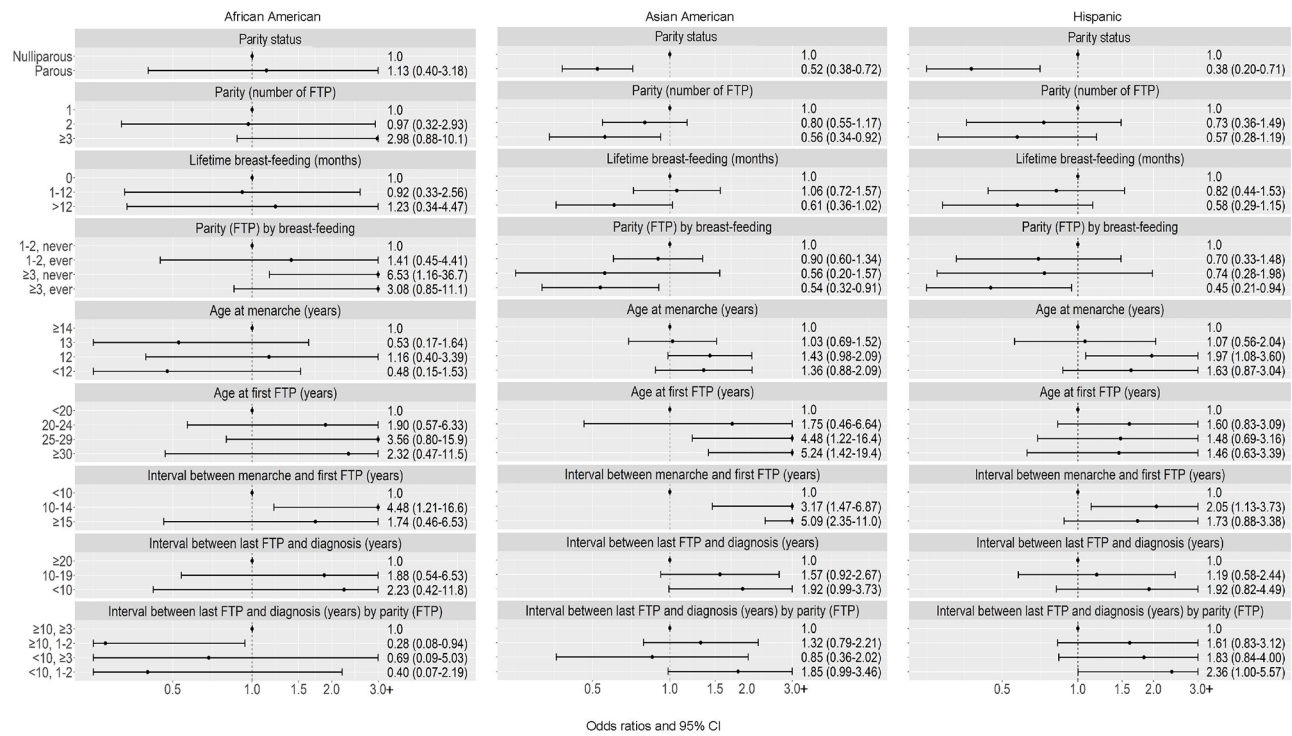 African American
Asian American
Hispanic
Parity status
Parity status
Parity status
Nulliparous 1.0 1.0 1.0
Parous 1.13 (0.40-3.18) 0.52 (0.38-0.72) 0.38 (0.20-0.71)
Parity (number of FTP)
Parity (number of FTP)
Parity (number of FTP)
1 1.0 1.0 1.0
2 0.97 (0.32-2.93) 0.80 (0.55-1.17) 0.73 (0.36-1.49)
≥3 2.98 (0.88-10.1) 0.56 (0.34-0.92) 0.57 (0.28-1.19)
Lifetime breast-feeding (months)
Lifetime breast-feeding (months)
Lifetime breast-feeding (months)
0 1.0 1.0 1.0
1-12 0.92 (0.33-2.56) 1.06 (0.72-1.57) 0.82 (0.44-1.53)
>12 1.23 (0.34-4.47) 0.61 (0.36-1.02) 0.58 (0.29-1.15)
Parity (FTP) by breast-feeding
Parity (FTP) by breast-feeding
Parity (FTP) by breast-feeding
1-2, never 1.0 1.0 1.0
1-2, ever 1.41 (0.45-4.41) 0.90 (0.60-1.34) 0.70 (0.33-1.48)
≥3, never 6.53 (1.16-36.7) 0.56 (0.20-1.57) 0.74 (0.28-1.98)
≥3, ever 3.08 (0.85-11.1) 0.54 (0.32-0.91) 0.45 (0.21-0.94)
Age at menarche (years)
Age at menarche (years)
Age at menarche (years)
≥14 1.0 1.0 1.0
13 0.53 (0.17-1.64) 1.03 (0.69-1.52) 1.07 (0.56-2.04)
12 1.16 (0.40-3.39) 1.43 (0.98-2.09) 1.97 (1.08-3.60)
<12 0.48 (0.15-1.53) 1.36 (0.88-2.09) 1.63 (0.87-3.04)
Age at first FTP (years)
Age at first FTP (years)
Age at first FTP (years)
<20 1.0 1.0 1.0
20-24 1.90 (0.57-6.33) 1.75 (0.46-6.64) 1.60 (0.83-3.09)
25-29 3.56 (0.80-15.9) 4.48 (1.22-16.4) 1.48 (0.69-3.16)
≥30 2.32 (0.47-11.5) 5.24 (1.42-19.4) 1.46 (0.63-3.39)
Interval between menarche and first FTP (years)
Interval between menarche and first FTP (years)
Interval between menarche and first FTP (years)
<10 1.0 1.0 1.0
10-14 4.48 (1.21-16.6) 3.17 (1.47-6.87) 2.05 (1.13-3.73)
≥15 1.74 (0.46-6.53) 5.09 (2.35-11.0) 1.73 (0.88-3.38)
Interval between last FTP and diagnosis (years)
Interval between last FTP and diagnosis (years)
Interval between last FTP and diagnosis (years)
≥20 1.0 1.0 1.0
10-19 1.88 (0.54-6.53) 1.57 (0.92-2.67) 1.19 (0.58-2.44)
<10 2.23 (0.42-11.8) 1.92 (0.99-3.73) 1.92 (0.82-4.49)
Interval between last FTP and diagnosis (years) by parity (FTP)
Interval between last FTP and diagnosis (years) by parity (FTP)
Interval between last FTP and diagnosis (years) by parity (FTP)
≥10, ≥3 1.0 1.0 1.0
≥10, 1-2 0.28 (0.08-0.94) 1.32 (0.79-2.21) 1.61 (0.83-3.12)
<10, ≥3 0.69 (0.09-5.03) 0.85 (0.36-2.02) 1.83 (0.84-4.00)
<10, 1-2 0.40 (0.07-2.19) 1.85 (0.99-3.46) 2.36 (1.00-5.57)
0.5 1.0 1.5 2.0 3.0+
0.5 1.0 1.5 2.0 3.0+
0.5 1.0 1.5 2.0 3.0+
Odds ratios and 95% CI